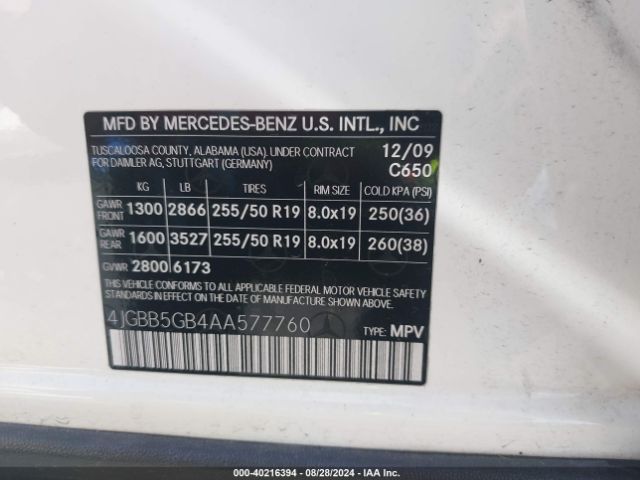 MFD BY MERCEDES-BENZ U.S. INTL., INC
TUSCALOOSA COUNTY, ALABAMA (USA), UNDER CONTRACT 12/09
FOR DAIMLER AG, STUTTGART (GERMANY) C650
KG LB TIRES RIM SIZE COLD KPA (PSI)
GAWR FRONT 1300 2866 255/50 R19 8.0x19 250(36)
GAWR REAR 1600 3527 255/50 R19 8.0x19 260(38)
GVWR 2800 6173
THIS VEHICLE CONFORMS TO ALL APPLICABLE FEDERAL MOTOR VEHICLE SAFETY
STANDARDS IN EFFECT ON THE DATE OF MANUFACTURE SHOWN ABOVE.
4JGBB5GB4AA577760 TYPE: MPV
000-40216394 - 08/28/2024 - IAA Inc.